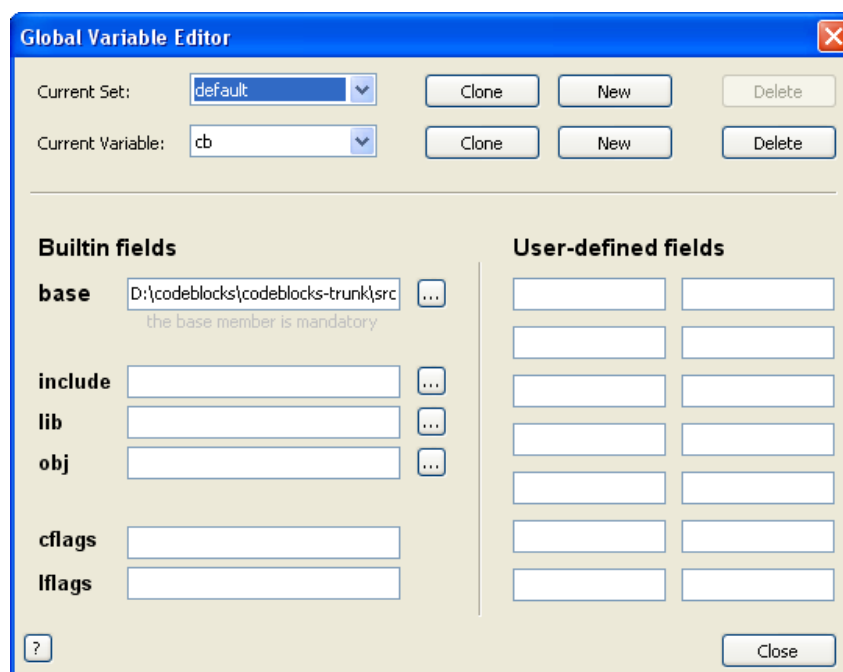 Global Variable Editor
Current Set: default Clone New Delete
Current Variable: cb Clone New Delete
Builtin fields User-defined fields
base D:\codeblocks\codeblocks-trunk\src ...
the base member is mandatory
include ...
lib ...
obj ...
cflags
lflags
? Close